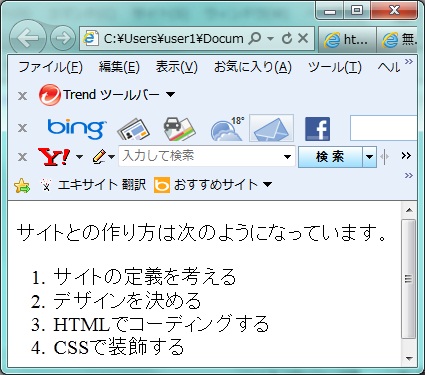 C:¥Users¥user1¥Docum
ht...
無.
ファイル(F) 編集(E) 表示(V) お気に入り(A) ツール(T) ヘル »
x Trend ツールバー
x bing 18° f
x Y! 入力して検索 検索 »
エキサイト 翻訳 b おすすめサイト
サイトとの作り方は次のようになっています。
1. サイトの定義を考える
2. デザインを決める
3. HTMLでコーディングする
4. CSSで装飾する